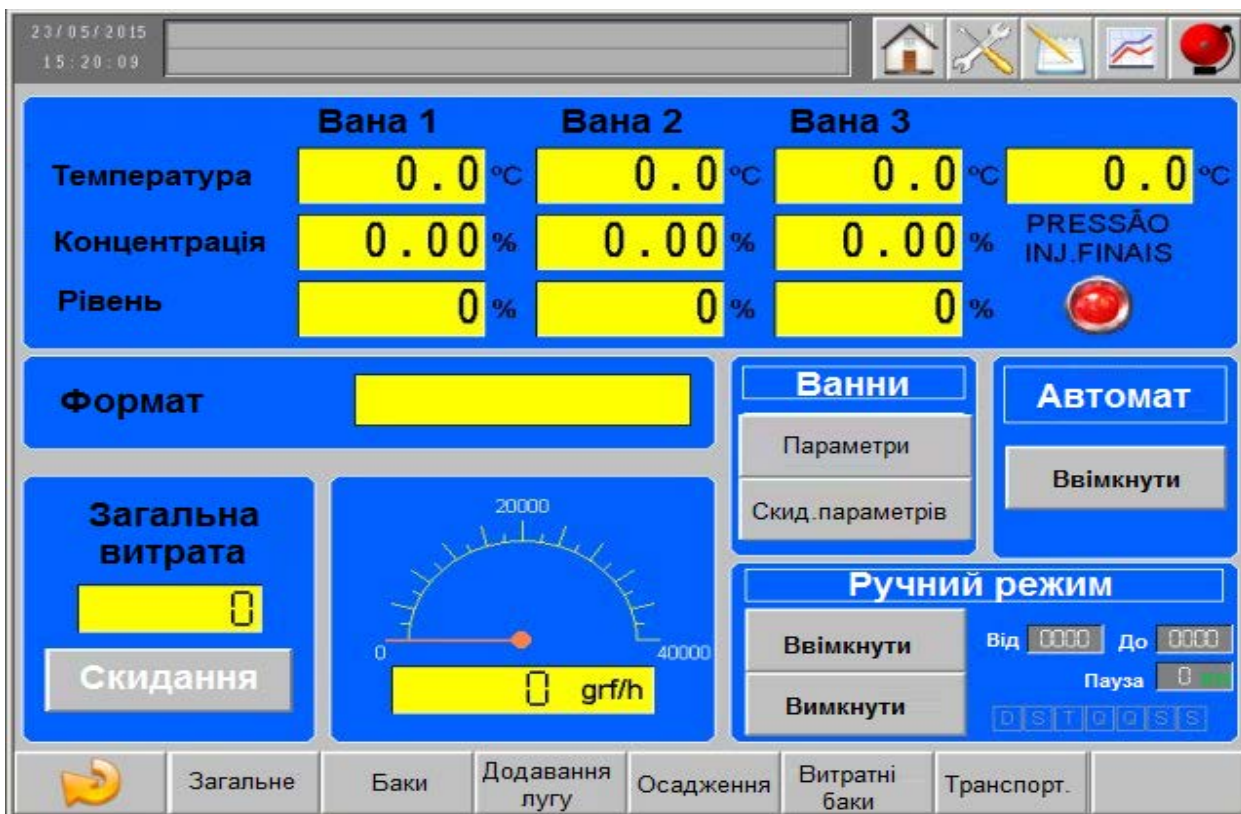 23/05/2015
15:20:09
Вана 1 Вана 2 Вана 3
Температура 0.0 °C 0.0 °C 0.0 °C 0.0 °C
Концентрація 0.00 % 0.00 % 0.00 % PRESSÃO
INJ.FINAIS
Рівень 0 % 0 % 0 %
Формат
Ванни
Параметри
Скид.параметрів
Автомат
Ввімкнути
Загальна
витрата
0
Скидання
20000
0 40000
0 grf/h
Ручний режим
Ввімкнути
Вимкнути
Від 0000 До 0000
Пауза 0
D S T Q Q S S
Загальне
Баки
Додавання
лугу
Осадження
Витратні
баки
Транспорт.